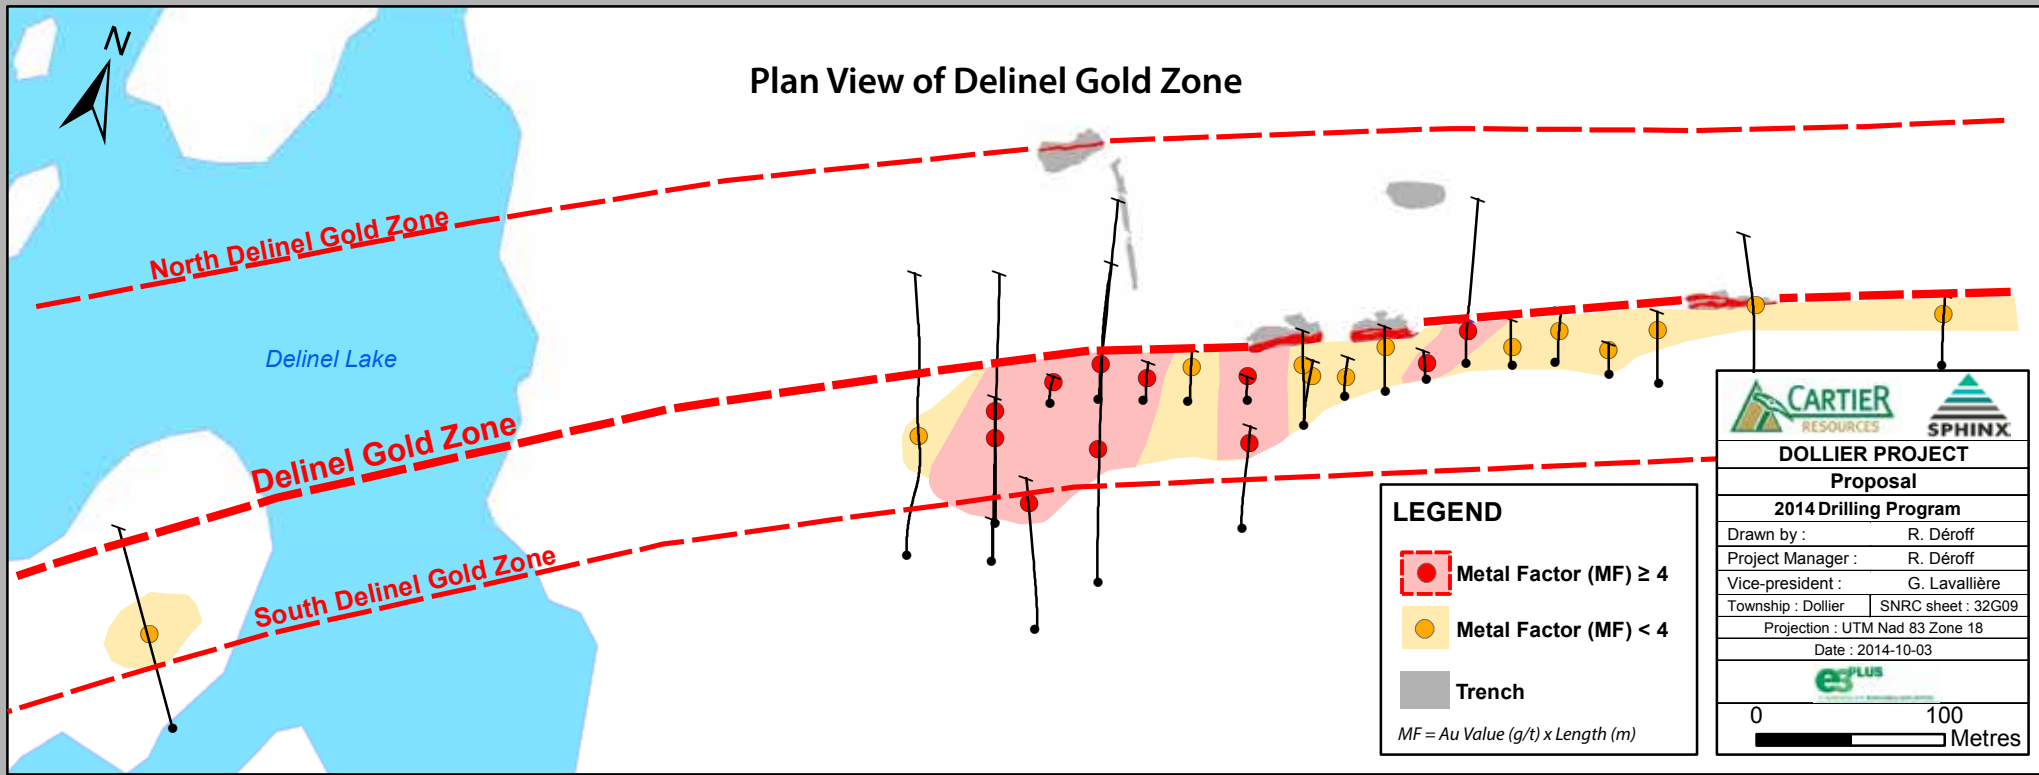 N
Plan View of Delinel Gold Zone
North Delinel Gold Zone
Delinel Lake
Delinel Gold Zone
South Delinel Gold Zone
LEGEND
Metal Factor (MF) ≥ 4
Metal Factor (MF) < 4
Trench
MF = Au Value (g/t) x Length (m)
CARTIER
RESOURCES
SPHINX
DOLLIER PROJECT
Proposal
2014 Drilling Program
Drawn by : R. Déroff
Project Manager : R. Déroff
Vice-president : G. Lavallière
Township : Dollier SNRC sheet : 32G09
Projection : UTM Nad 83 Zone 18
Date : 2014-10-03
e3 PLUS
0 100
Metres